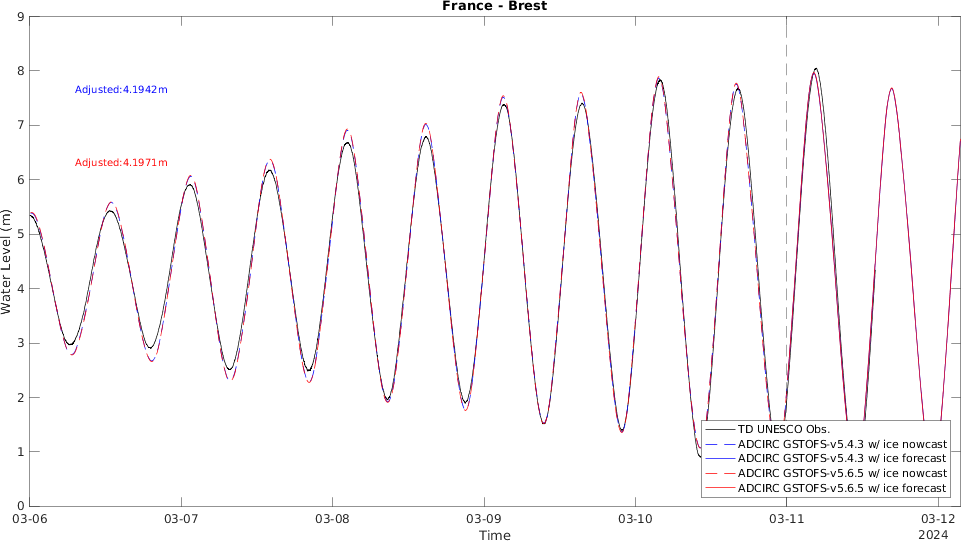 France - Brest
9
8
7
6
5
4
3
2
1
0
Water Level (m)
Adjusted:4.1942m
Adjusted:4.1971m
TD UNESCO Obs.
ADCIRC GSTOFS-v5.4.3 w/ ice nowcast
ADCIRC GSTOFS-v5.4.3 w/ ice forecast
ADCIRC GSTOFS-v5.6.5 w/ ice nowcast
ADCIRC GSTOFS-v5.6.5 w/ ice forecast
03-06 03-07 03-08 03-09 03-10 03-11 03-12
Time
2024